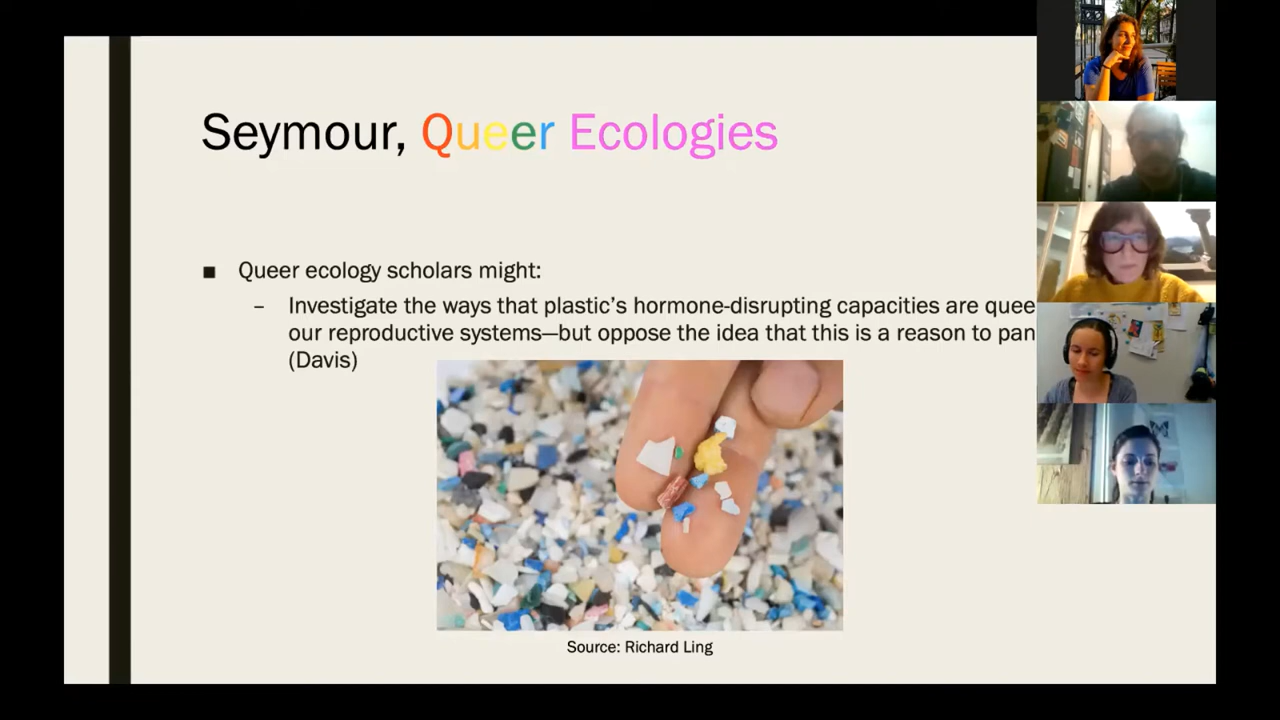 Seymour, Queer Ecologies
■ Queer ecology scholars might:
– Investigate the ways that plastic's hormone-disrupting capacities are quee
our reproductive systems—but oppose the idea that this is a reason to pan
(Davis)
Source: Richard Ling